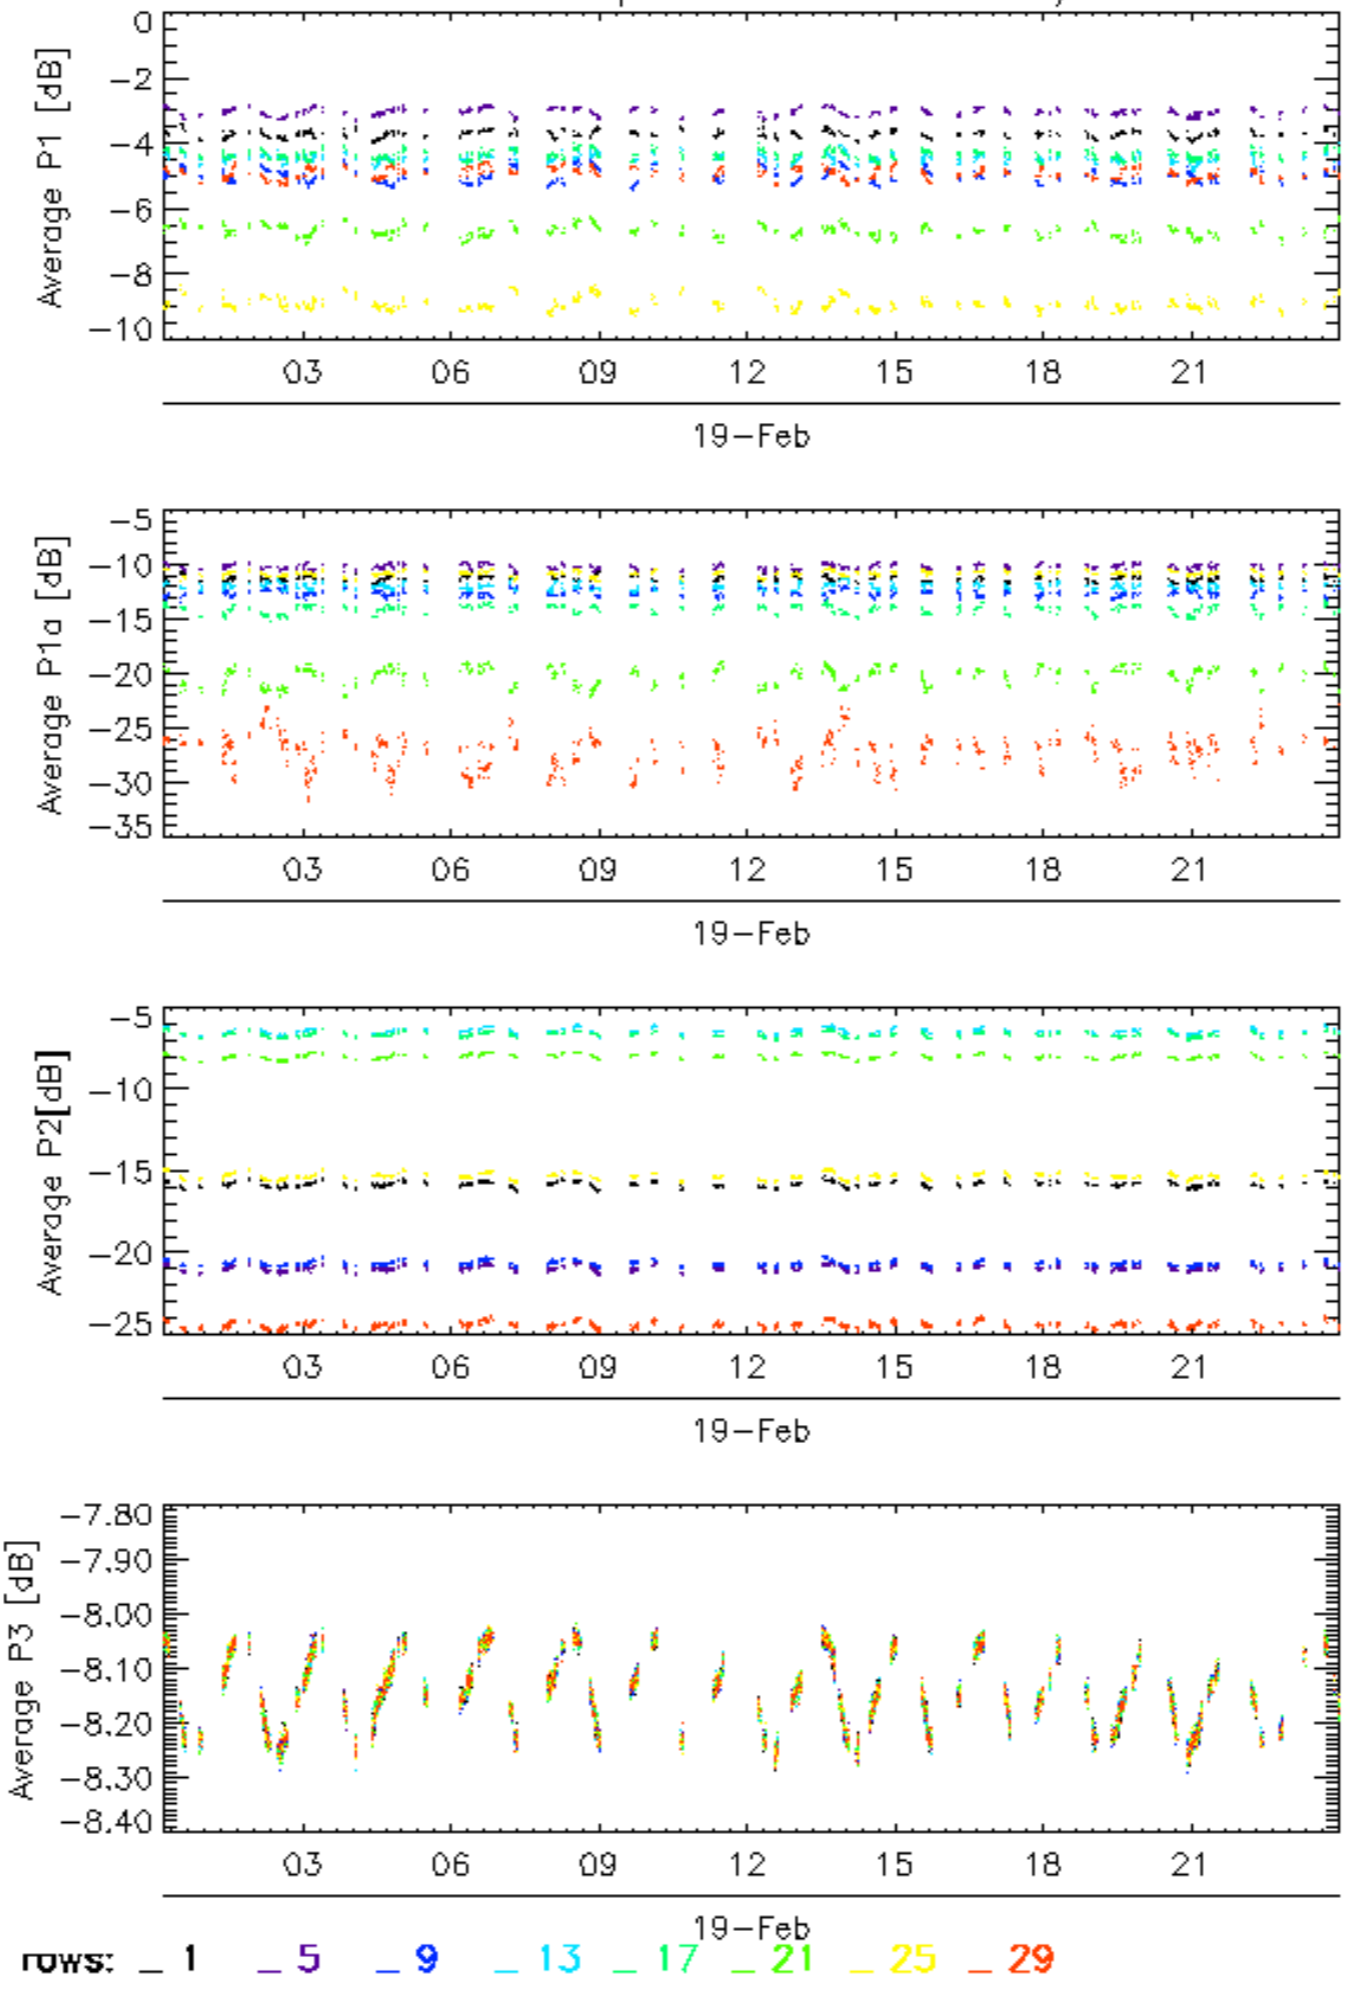 Average P1 [dB]
0
−2
−4
−6
−8
−10
03 06 09 12 15 18 21
19−Feb
Average P1a [dB]
−5
−10
−15
−20
−25
−30
−35
03 06 09 12 15 18 21
19−Feb
Average P2[dB]
−5
−10
−15
−20
−25
03 06 09 12 15 18 21
19−Feb
Average P3 [dB]
−7.80
−7.90
−8.00
−8.10
−8.20
−8.30
−8.40
03 06 09 12 15 18 21
19−Feb
rows: _ 1 _ 5 _ 9 _ 13 _ 17 _ 21 _ 25 _ 29